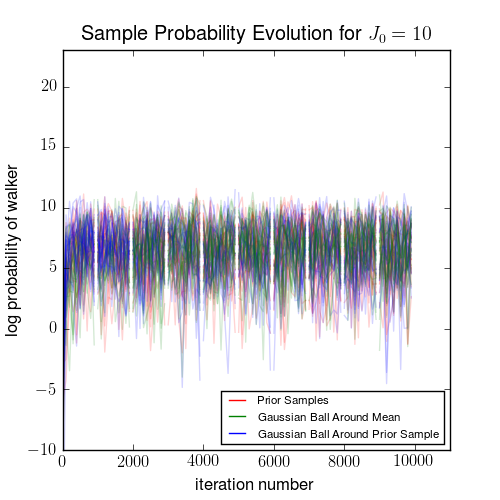 Sample Probability Evolution for J₀ = 10
log probability of walker
20
15
10
5
0
−5
−10
Prior Samples
Gaussian Ball Around Mean
Gaussian Ball Around Prior Sample
0 2000 4000 6000 8000 10000
iteration number